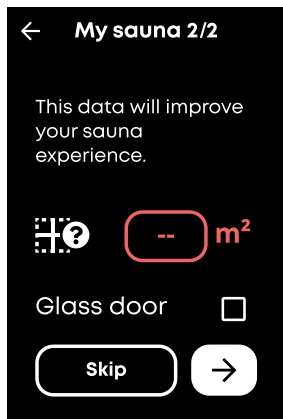 My sauna 2/2
This data will improve
your sauna
experience.
? -- m²
Glass door
Skip